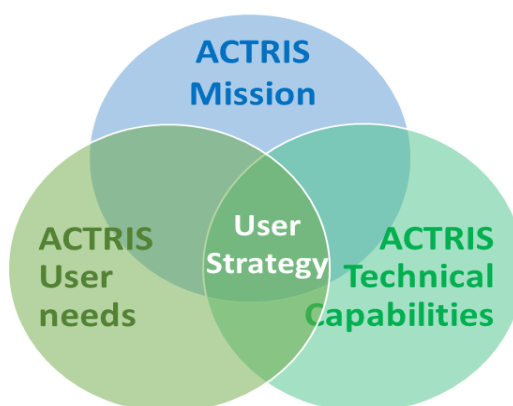 ACTRIS
Mission
User
Strategy
ACTRIS
User
needs
ACTRIS
Technical
Capabilities